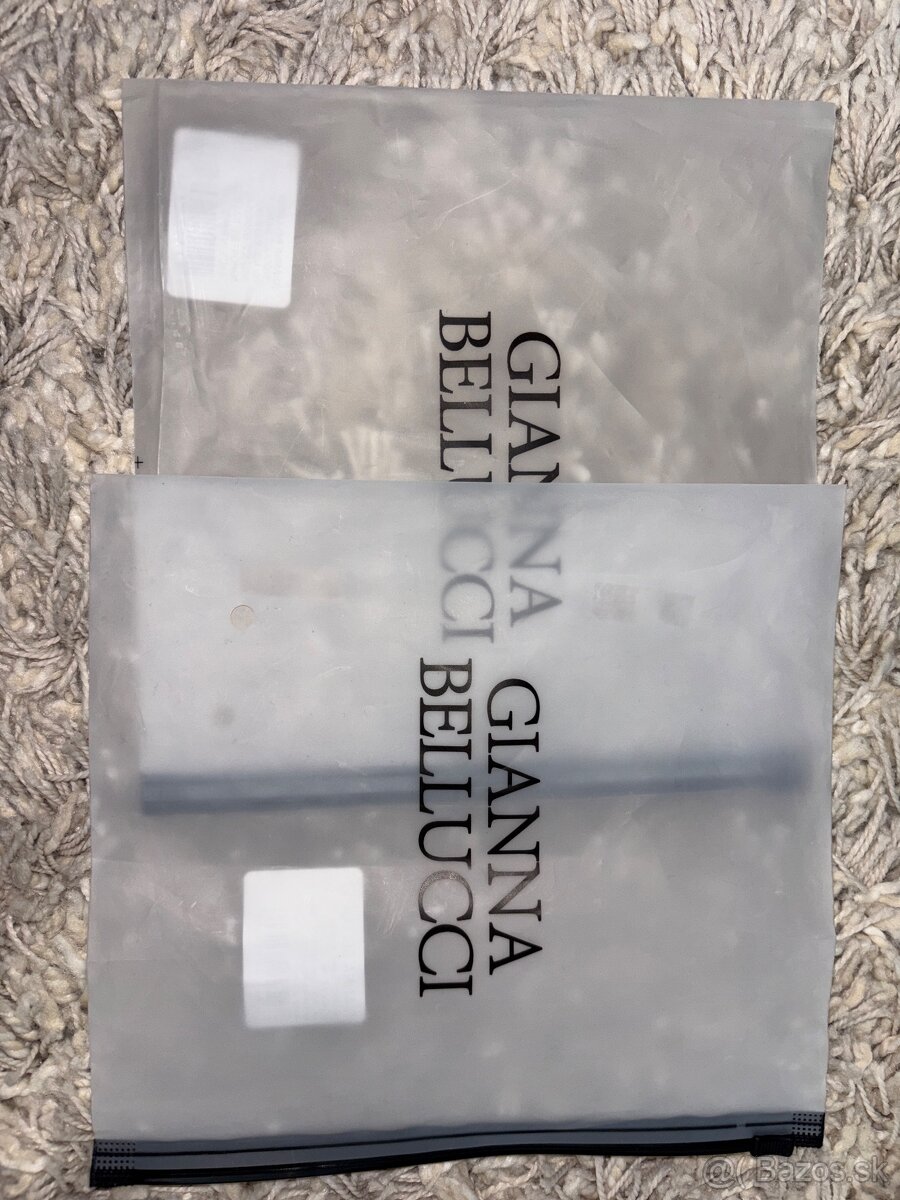 GIANNA
BELLUCCI
GIANNA
BELLUCCI
@ Bazos.sk